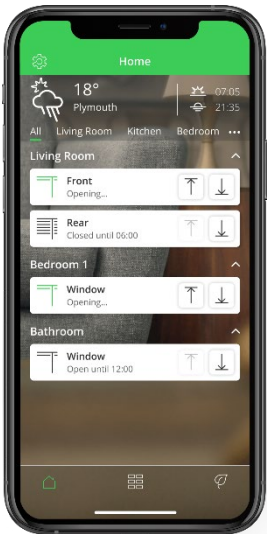 Home
18°
Plymouth
07:05
21:35
All Living Room Kitchen Bedroom •••
Living Room
Front
Opening...
Rear
Closed until 06:00
Bedroom 1
Window
Opening...
Bathroom
Window
Open until 12:00